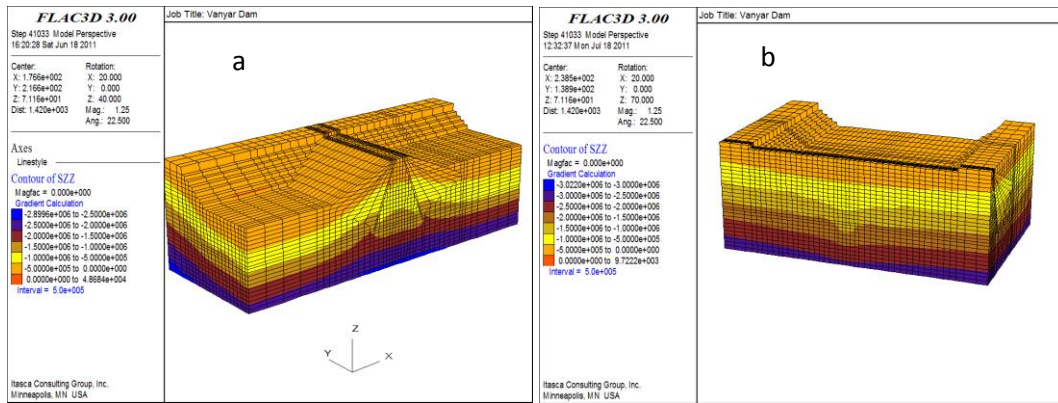 FLAC3D 3.00
Step 41033 Model Perspective
16:20:28 Sat Jun 18 2011
Center:
X: 1.766e+002
Y: 2.166e+002
Z: 7.116e+001
Dist: 1.420e+003
Rotation:
X: 20.000
Y: 0.000
Z: 40.000
Mag.: 1.25
Ang.: 22.500
Axes
Linestyle
Contour of SZZ
Magfac = 0.000e+000
Gradient Calculation
-2.8996e+006 to -2.5000e+006
-2.5000e+006 to -2.0000e+006
-2.0000e+006 to -1.5000e+006
-1.5000e+006 to -1.0000e+006
-1.0000e+006 to -5.0000e+005
-5.0000e+005 to 0.0000e+000
0.0000e+000 to 4.8684e+004
Interval = 5.0e+005
Itasca Consulting Group, Inc.
Minneapolis, MN USA
Job Title: Vanyar Dam
a
Z
Y
X
FLAC3D 3.00
Step 41033 Model Perspective
12:32:37 Mon Jul 18 2011
Center:
X: 2.385e+002
Y: 1.389e+002
Z: 7.116e+001
Dist: 1.420e+003
Rotation:
X: 20.000
Y: 0.000
Z: 70.000
Mag.: 1.25
Ang.: 22.500
Contour of SZZ
Magfac = 0.000e+000
Gradient Calculation
-3.0220e+006 to -3.0000e+006
-3.0000e+006 to -2.5000e+006
-2.5000e+006 to -2.0000e+006
-2.0000e+006 to -1.5000e+006
-1.5000e+006 to -1.0000e+006
-1.0000e+006 to -5.0000e+005
-5.0000e+005 to 0.0000e+000
0.0000e+000 to 9.7222e+003
Interval = 5.0e+005
Itasca Consulting Group, Inc.
Minneapolis, MN USA
Job Title: Vanyar Dam
b